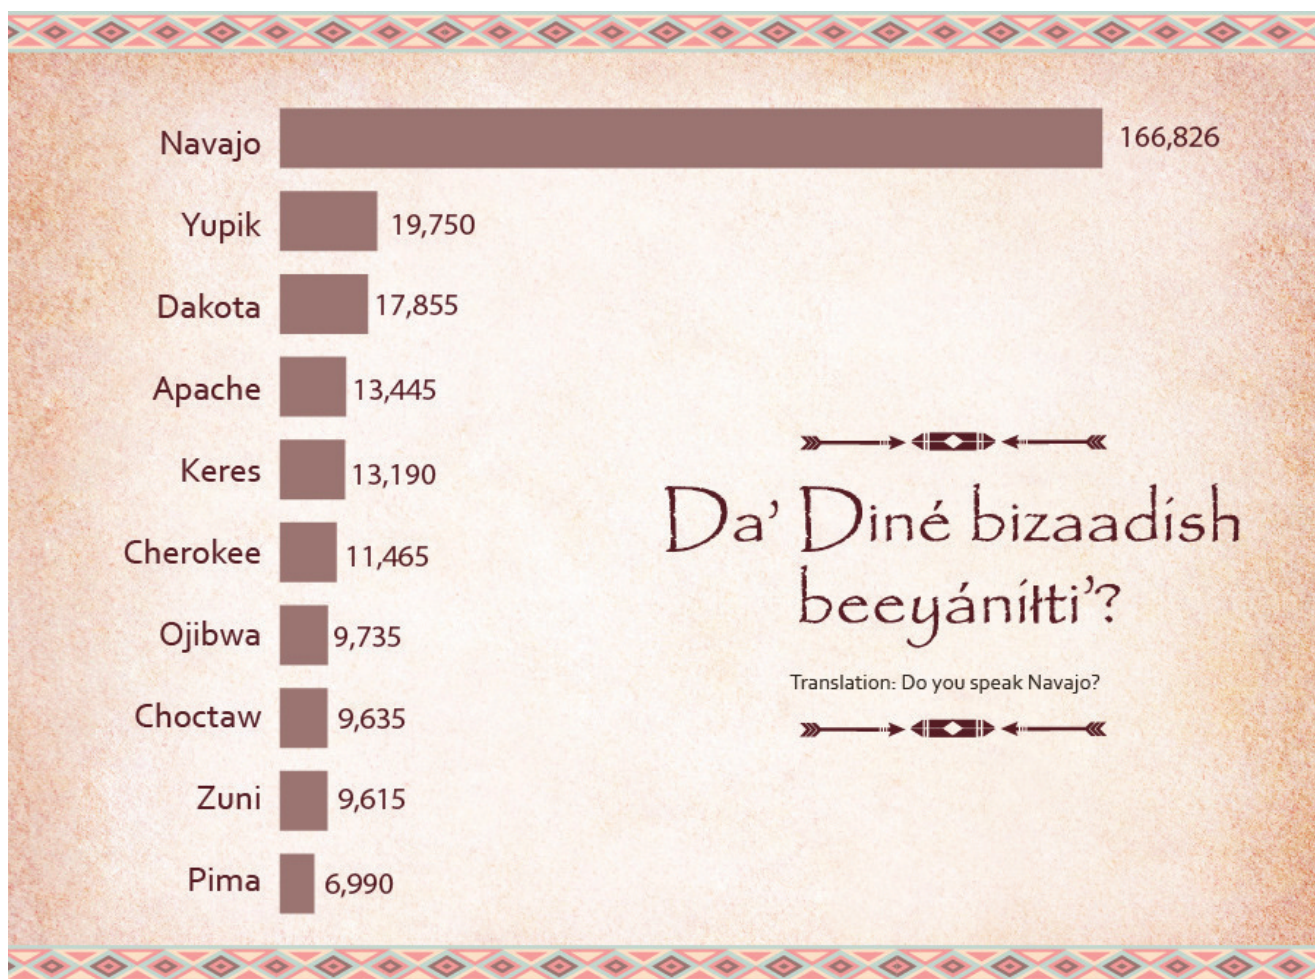 Navajo 166,826
Yupik 19,750
Dakota 17,855
Apache 13,445
Keres 13,190
Cherokee 11,465
Ojibwa 9,735
Choctaw 9,635
Zuni 9,615
Pima 6,990
Da’ Diné bizaadísh
beeyáníłti’?
Translation: Do you speak Navajo?